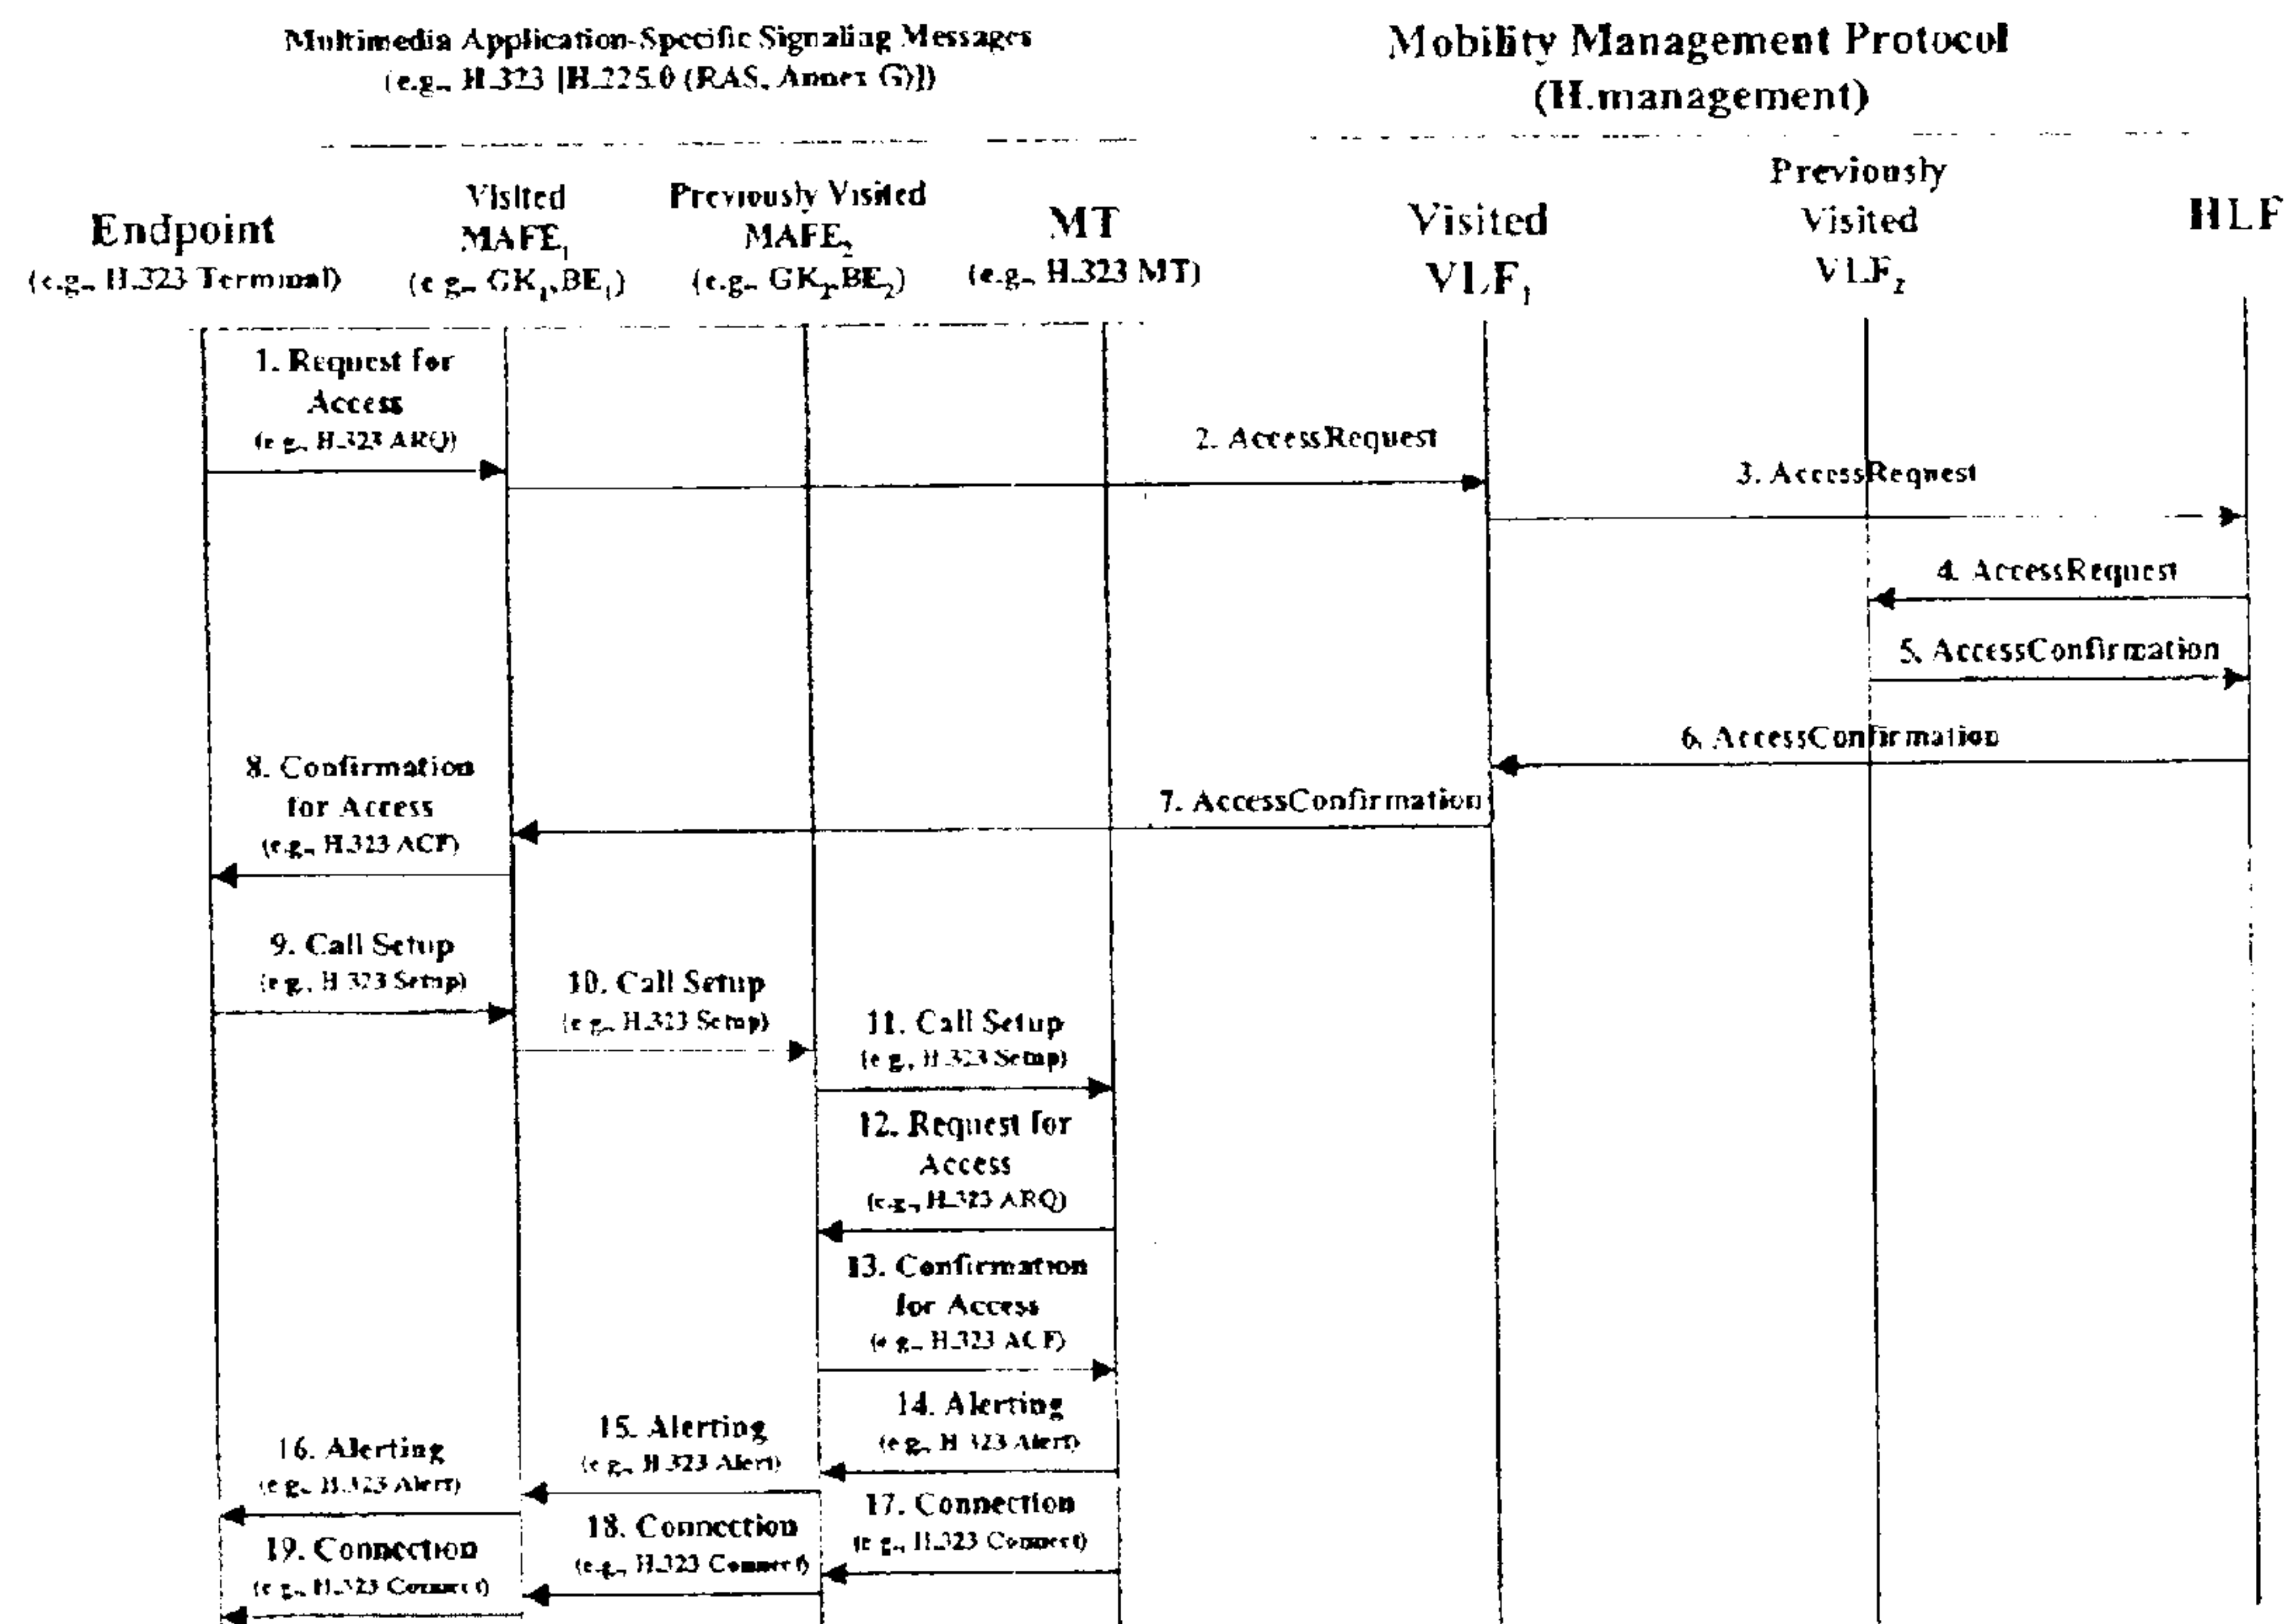 Multimedia Application-Specific Signaling Messages
(e.g., H.323 [H.225.0 (RAS, Annex G)])
Mobility Management Protocol
(H.management)
Endpoint
(e.g., H.323 Terminal)
Visited
MAFE1
(e.g., GK1,BE1)
Previously Visited
MAFE2
(e.g., GK2,BE2)
MT
(e.g., H.323 MT)
Visited
VLF1
Previously
Visited
VLF2
HLF
1. Request for
Access
(e.g., H.323 ARQ)
2. AccessRequest
3. AccessRequest
4. AccessRequest
5. AccessConfirmation
6. AccessConfirmation
7. AccessConfirmation
8. Confirmation
for Access
(e.g., H.323 ACF)
9. Call Setup
(e.g., H.323 Setup)
10. Call Setup
(e.g., H.323 Setup)
11. Call Setup
(e.g., H.323 Setup)
12. Request for
Access
(e.g., H.323 ARQ)
13. Confirmation
for Access
(e.g., H.323 ACF)
14. Alerting
(e.g., H.323 Alert)
15. Alerting
(e.g., H.323 Alert)
16. Alerting
(e.g., H.323 Alert)
17. Connection
(e.g., H.323 Connect)
18. Connection
(e.g., H.323 Connect)
19. Connection
(e.g., H.323 Connect)